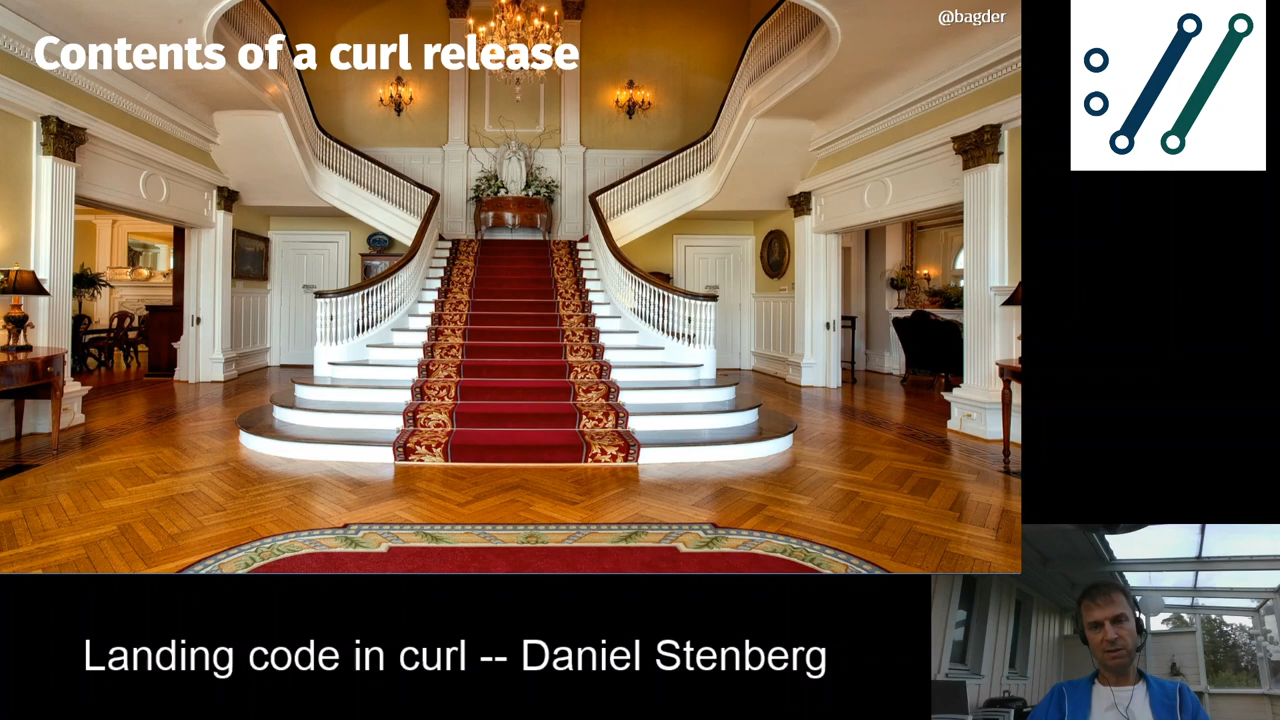 @bagder
Contents of a curl release
Landing code in curl -- Daniel Stenberg